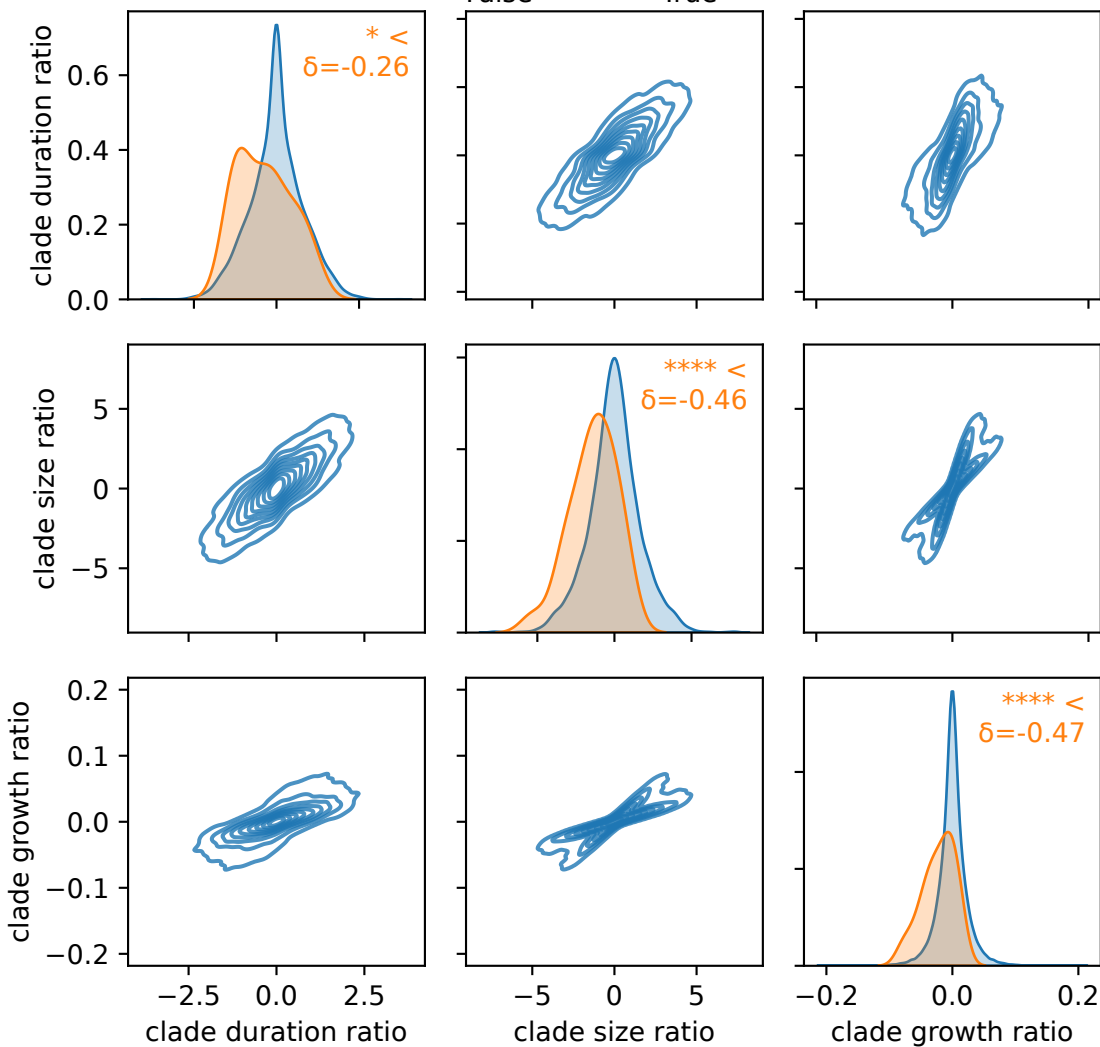 * <
δ=-0.26
clade duration ratio
0.6
0.4
0.2
0.0
**** <
δ=-0.46
clade size ratio
5
0
−5
**** <
δ=-0.47
clade growth ratio
0.2
0.1
0.0
−0.1
−0.2
−2.5 0.0 2.5 −5 0 5 −0.2 0.0 0.2
clade duration ratio clade size ratio clade growth ratio